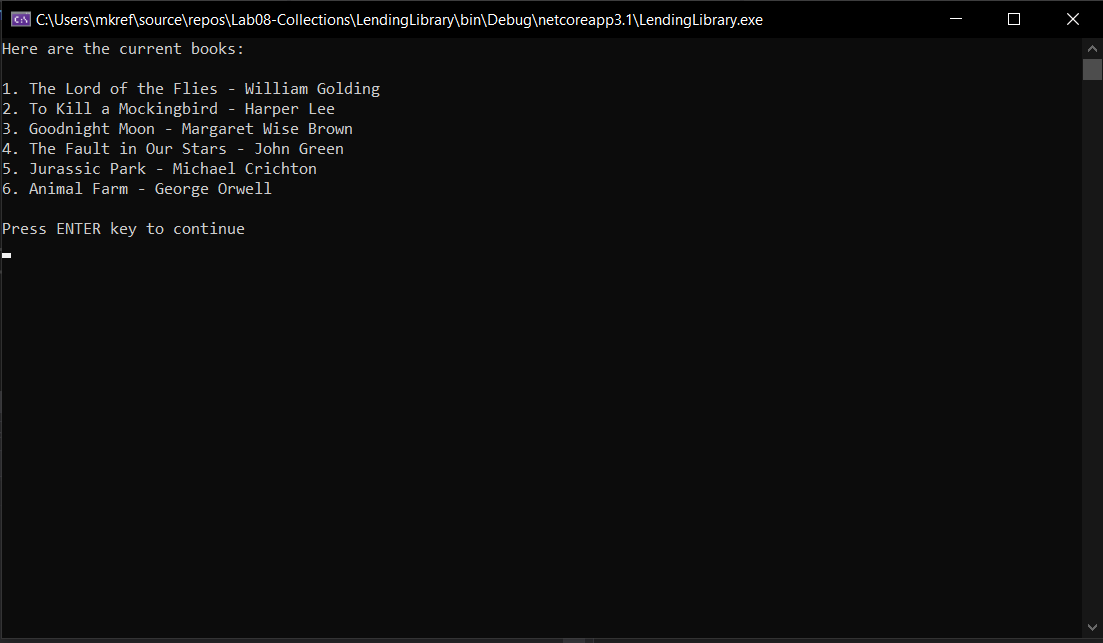 C:\Users\mkref\source\repos\Lab08-Collections\LendingLibrary\bin\Debug\netcoreapp3.1\LendingLibrary.exe
Here are the current books:
1. The Lord of the Flies - William Golding
2. To Kill a Mockingbird - Harper Lee
3. Goodnight Moon - Margaret Wise Brown
4. The Fault in Our Stars - John Green
5. Jurassic Park - Michael Crichton
6. Animal Farm - George Orwell
Press ENTER key to continue